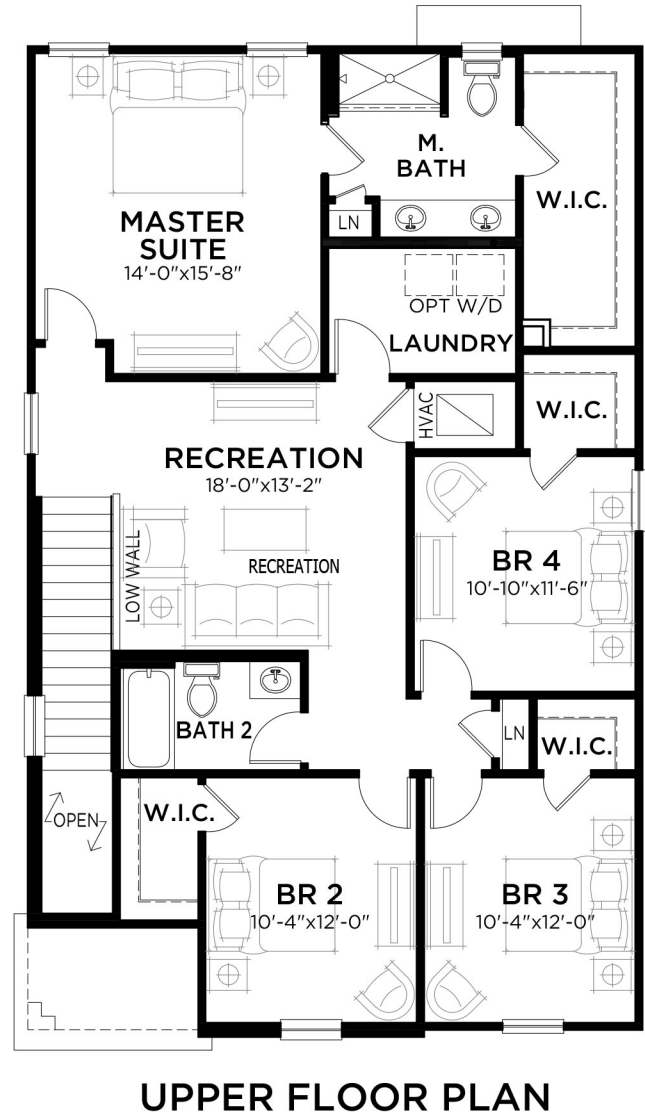 M.
BATH
W.I.C.
MASTER
SUITE
14'-0"x15'-8"
LN
OPT W/D
LAUNDRY
HVAC
W.I.C.
RECREATION
18'-0"x13'-2"
LOW WALL
RECREATION
BR 4
10'-10"x11'-6"
BATH 2
LN
W.I.C.
W.I.C.
OPEN
BR 2
10'-4"x12'-0"
BR 3
10'-4"x12'-0"
UPPER FLOOR PLAN